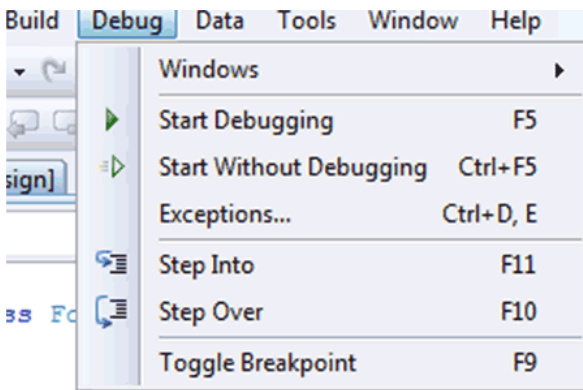 Build Debug Data Tools Window Help
Windows
Start Debugging F5
sign] Start Without Debugging Ctrl+F5
Exceptions... Ctrl+D, E
Step Into F11
ss Fo Step Over F10
Toggle Breakpoint F9